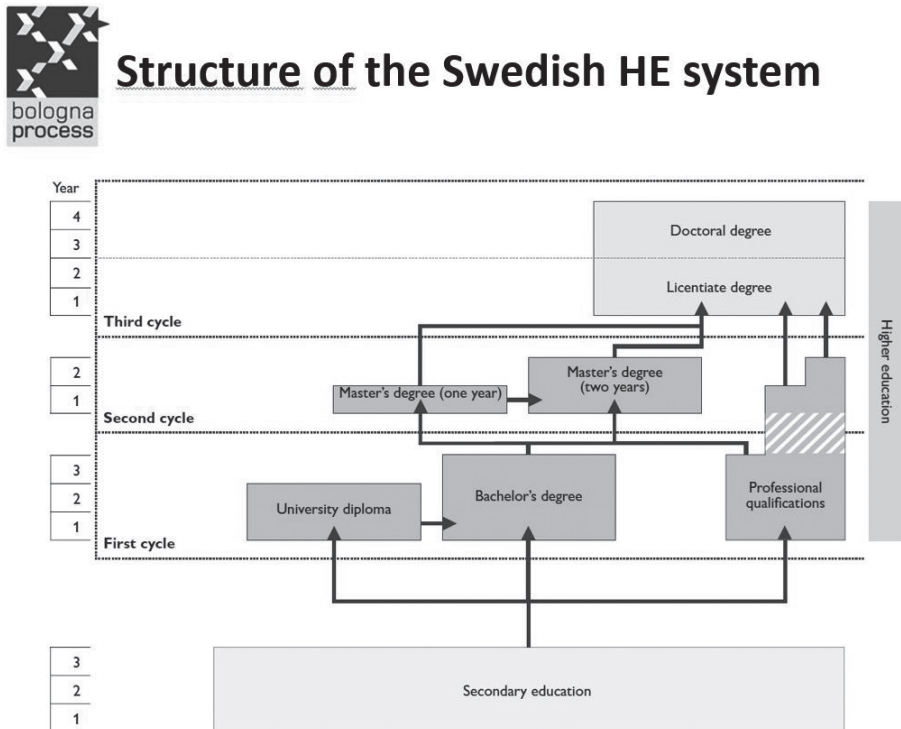 bologna
process
Structure of the Swedish HE system
Year
4
3
2
1
Doctoral degree
Licentiate degree
Third cycle
2
1
Master's degree (one year)
Master's degree
(two years)
Second cycle
3
2
1
University diploma
Bachelor's degree
Professional
qualifications
First cycle
Higher education
3
2
1
Secondary education